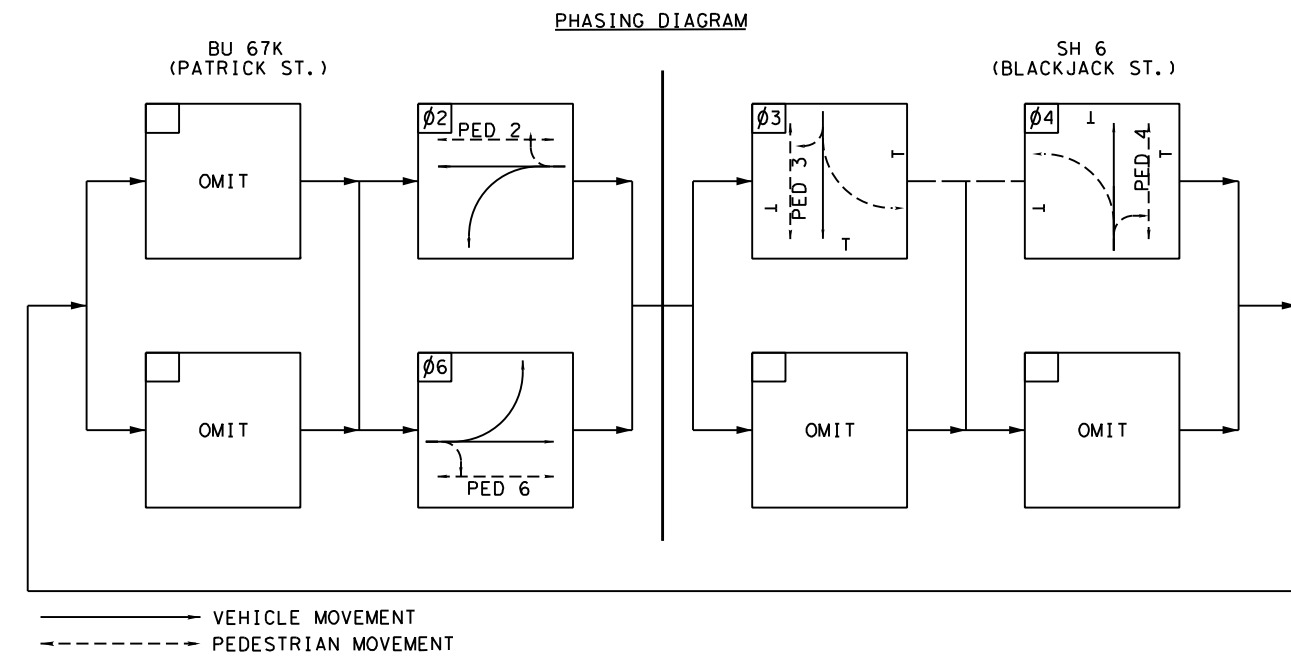 PHASING DIAGRAM
BU 67K
(PATRICK ST.)
SH 6
(BLACKJACK ST.)
OMIT
Ø2
PED 2
Ø3
PED 3
Ø4
PED 4
OMIT
Ø6
PED 6
OMIT
OMIT
VEHICLE MOVEMENT
PEDESTRIAN MOVEMENT